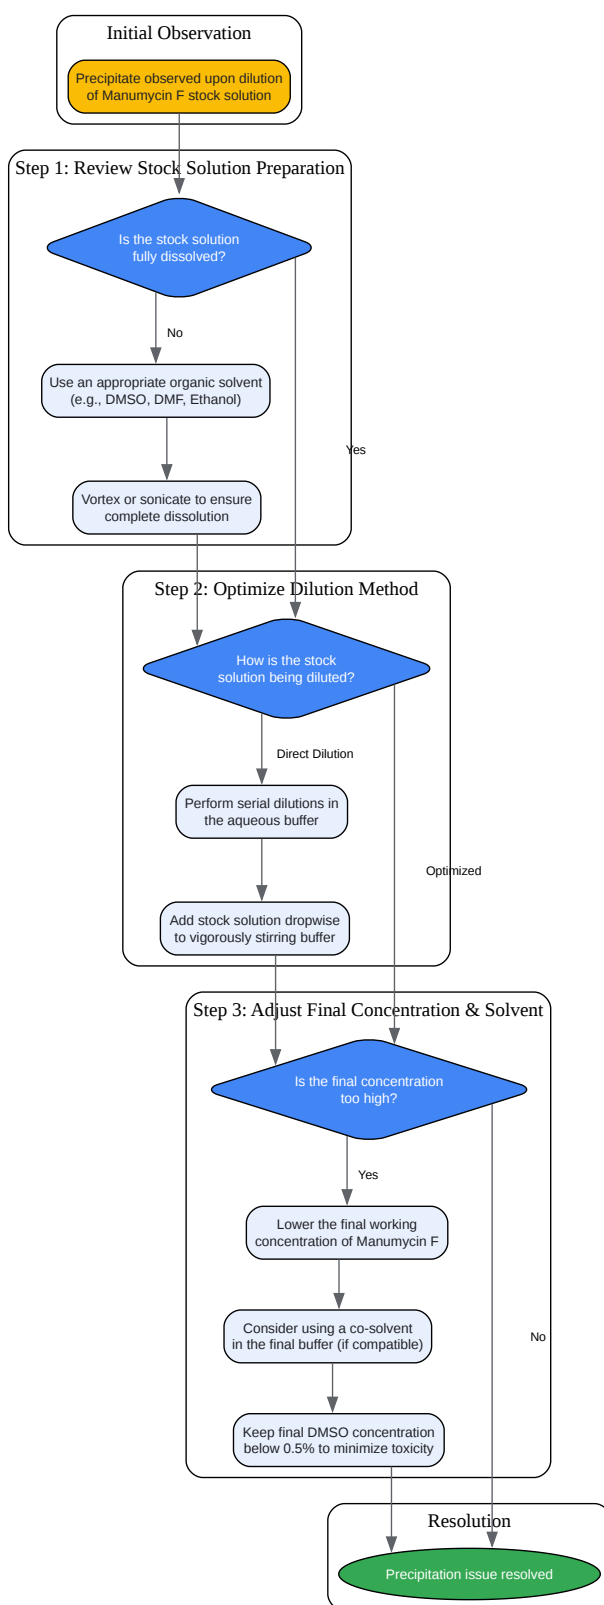 Initial Observation
Precipitate observed upon dilution
of Manumycin F stock solution
Step 1: Review Stock Solution Preparation
Is the stock solution
fully dissolved?
No
Use an appropriate organic solvent
(e.g., DMSO, DMF, Ethanol)
Yes
Vortex or sonicate to ensure
complete dissolution
Step 2: Optimize Dilution Method
How is the stock
solution being diluted?
Direct Dilution
Perform serial dilutions in
the aqueous buffer
Optimized
Add stock solution dropwise
to vigorously stirring buffer
Step 3: Adjust Final Concentration & Solvent
Is the final concentration
too high?
Yes
Lower the final working
concentration of Manumycin F
Consider using a co-solvent
in the final buffer (if compatible)
No
Keep final DMSO concentration
below 0.5% to minimize toxicity
Resolution
Precipitation issue resolved